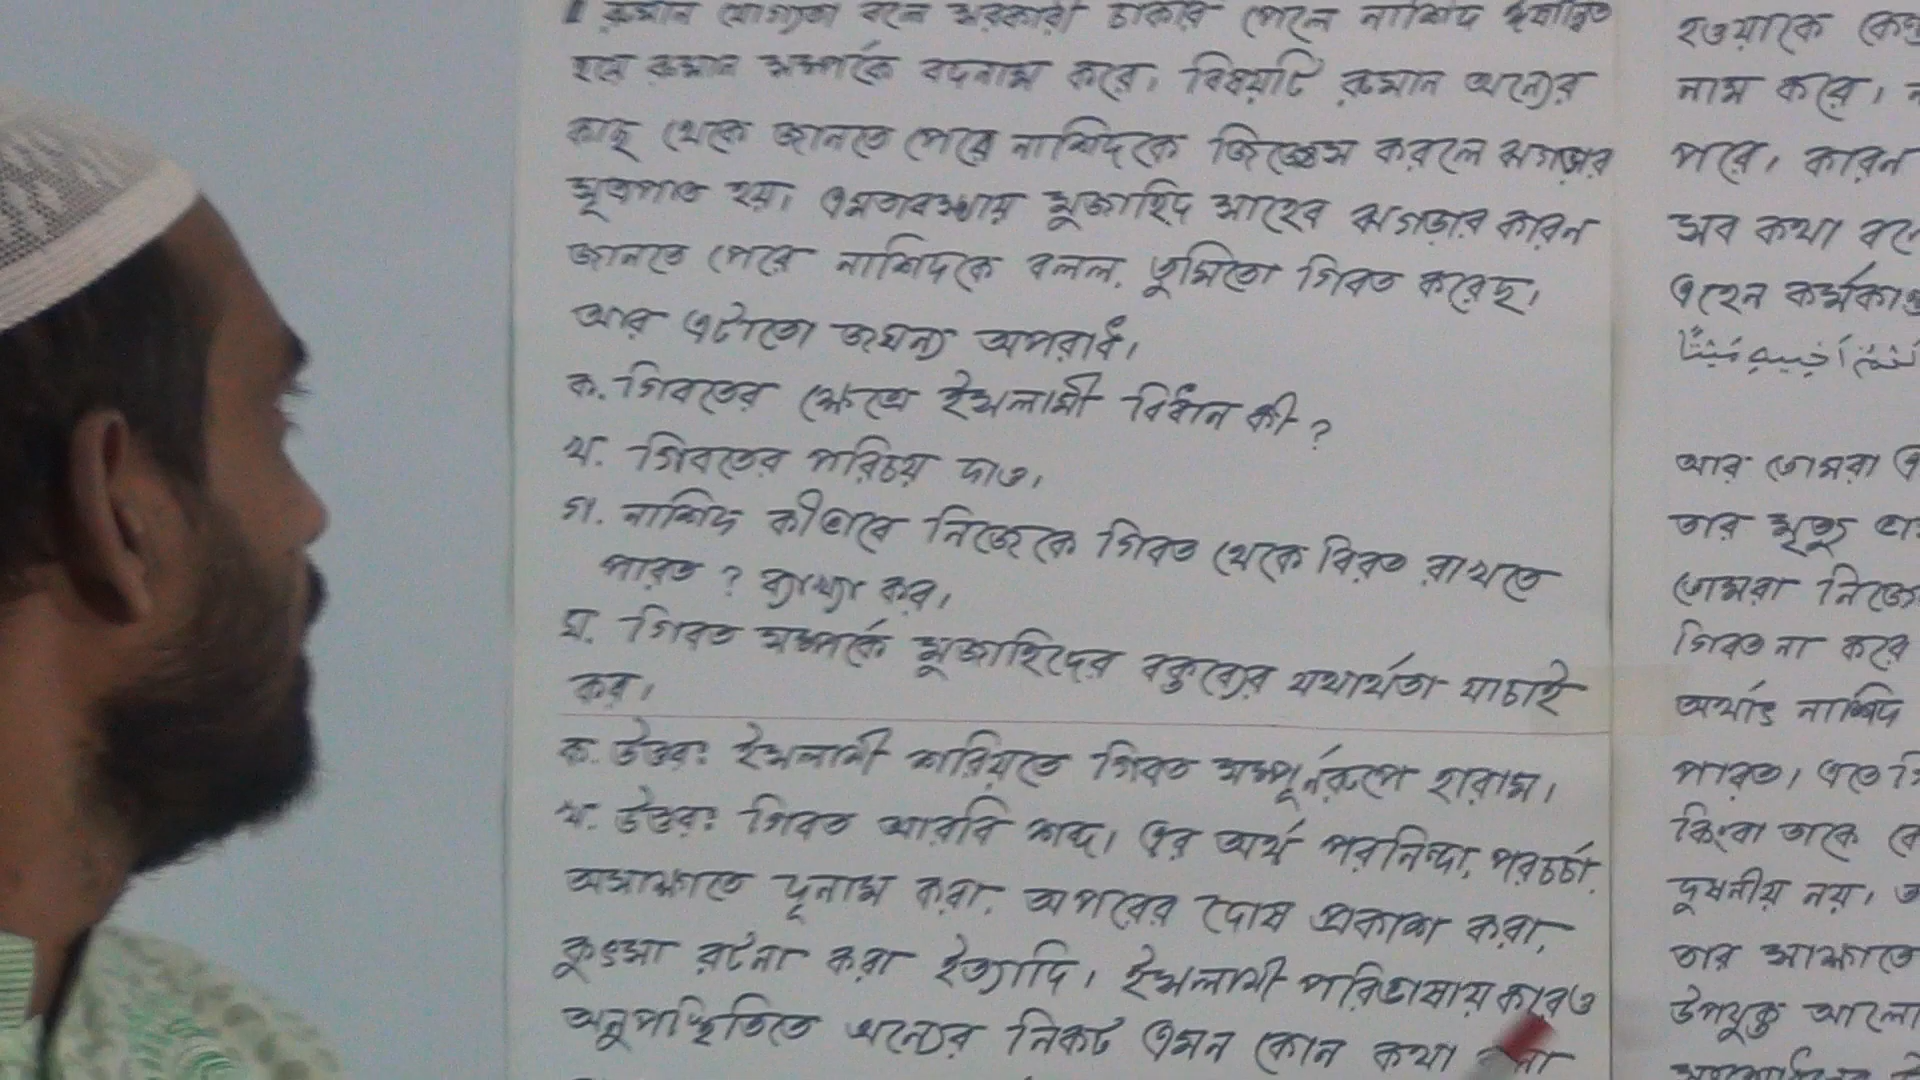 রুমান যোগ্যতা বলে সরকারী চাকরি পেলে নাশিদ ঈর্ষান্বিত
হয়ে রুমান সম্পর্কে বদনাম করে। বিষয়টি রুমান অন্যের
কাছ থেকে জানতে পেরে নাশিদকে জিজ্ঞেস করলে ঝগড়ার
সূত্রপাত হয়। এমতাবস্থায় মুজাহিদ সাহেব ঝগড়ার কারন
জানতে পেরে নাশিদকে বলল, তুমিতো গিবত করেছ।
আর এটাতো জঘন্য অপরাধ।
ক. গিবতের ক্ষেত্রে ইসলামী বিধান কী?
খ. গিবতের পরিচয় দাও।
গ. নাশিদ কীভাবে নিজেকে গিবত থেকে বিরত রাখতে
পারত? ব্যাখ্যা কর।
ঘ. গিবত সম্পর্কে মুজাহিদের বক্তব্যের যথার্থতা যাচাই
কর।
ক. উত্তর: ইসলামী শরিয়তে গিবত সম্পূর্নরুপে হারাম।
খ. উত্তর: গিবত আরবি শব্দ। এর অর্থ পরনিন্দা, পরচর্চা,
অসাক্ষাতে দূনাম করা, অপরের দোষ প্রকাশ করা,
কুৎসা রটনা করা ইত্যাদি। ইসলামী পরিভাষায় কারও
অনুপস্থিতিতে অন্যের নিকট এমন কোন কথা
হওয়াকে
নাম করে।
পরে। কারন
সব কথা
এহেন
আর তোমরা
তার মৃত্যু
তোমরা
গিবত না করে
অর্থাৎ নাশিদ
পারত। এতে
কিংবা তাকে
দুষনীয় নয়।
তার সাক্ষাতে
উপযুক্ত